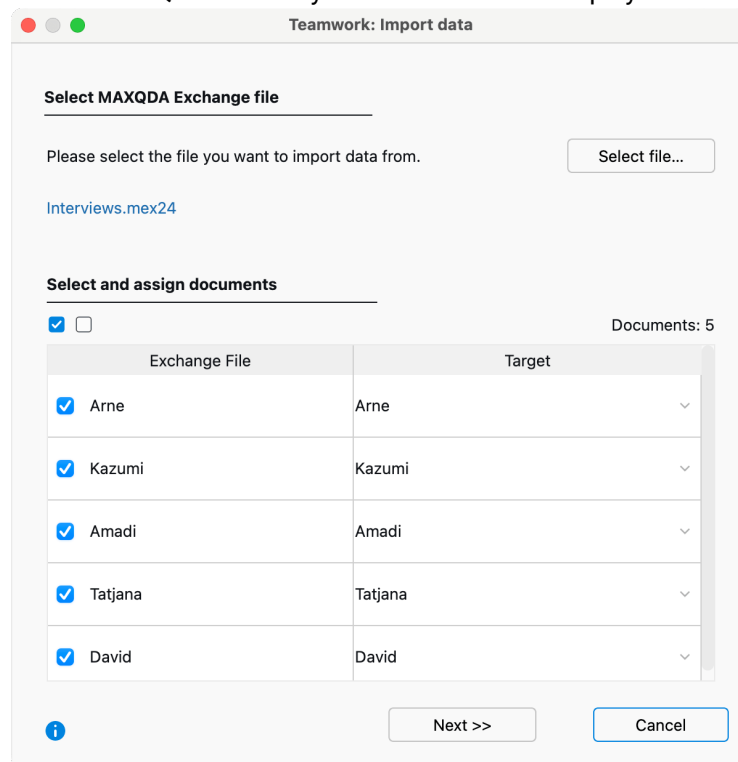 Teamwork: Import data
Select MAXQDA Exchange file
Please select the file you want to import data from.
Select file...
Interviews.mex24
Select and assign documents
Documents: 5
Exchange File Target
Arne Arne
Kazumi Kazumi
Amadi Amadi
Tatjana Tatjana
David David
Next >> Cancel